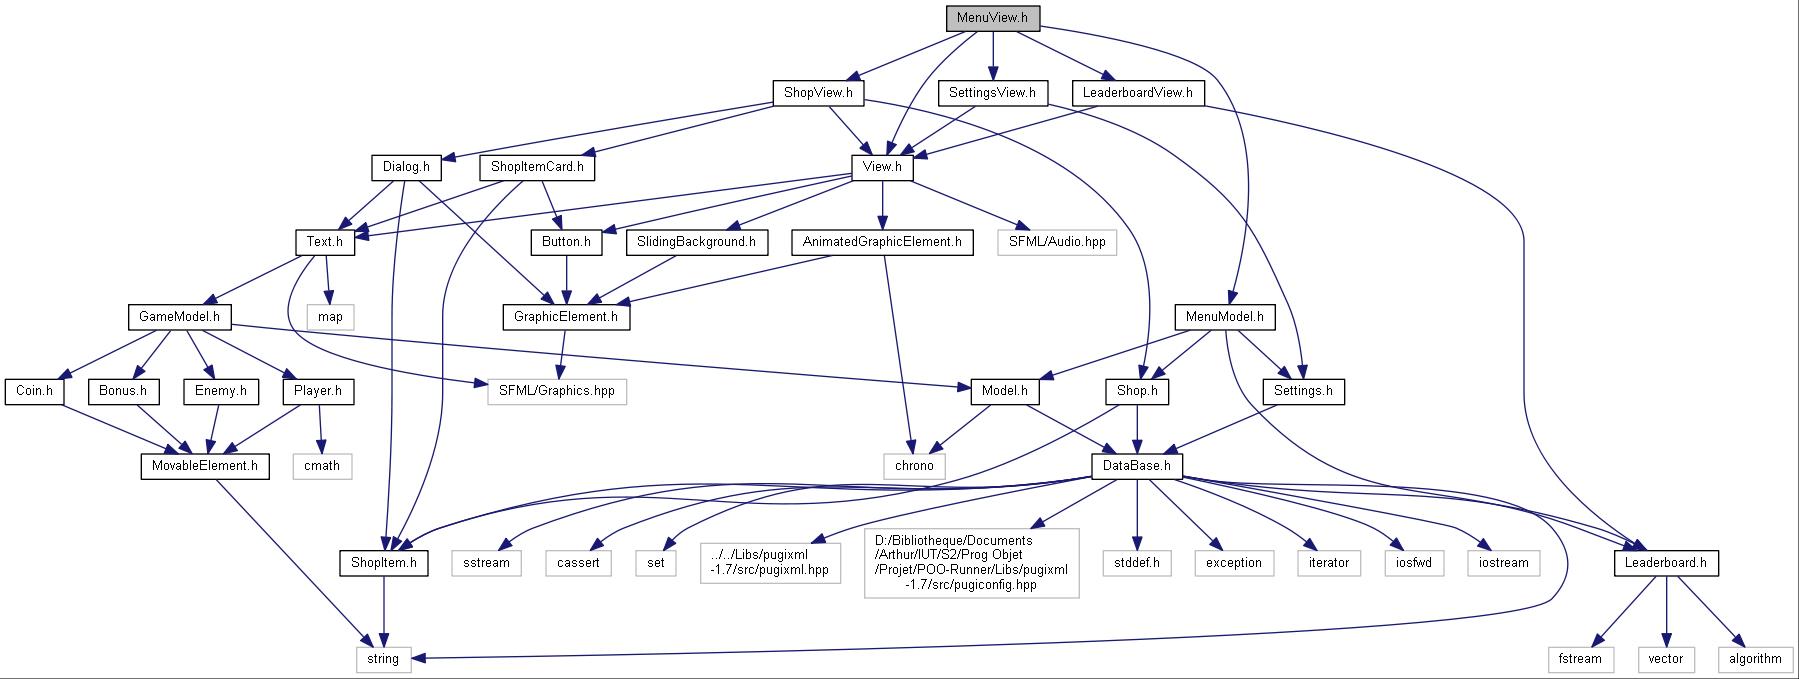 MenuView.h
ShopView.h
SettingsView.h
LeaderboardView.h
Dialog.h
ShopItemCard.h
View.h
Text.h
Button.h
SlidingBackground.h
AnimatedGraphicElement.h
SFML/Audio.hpp
GameModel.h
map
GraphicElement.h
MenuModel.h
Coin.h
Bonus.h
Enemy.h
Player.h
SFML/Graphics.hpp
Model.h
Shop.h
Settings.h
MovableElement.h
cmath
chrono
DataBase.h
ShopItem.h
sstream
cassert
set
../../Libs/pugixml
-1.7/src/pugixml.hpp
D:/Bibliotheque/Documents
/Arthur/IUT/S2/Prog Objet
/Projet/POO-Runner/Libs/pugixml
-1.7/src/pugiconfig.hpp
stddef.h
exception
iterator
iosfwd
iostream
Leaderboard.h
string
fstream
vector
algorithm